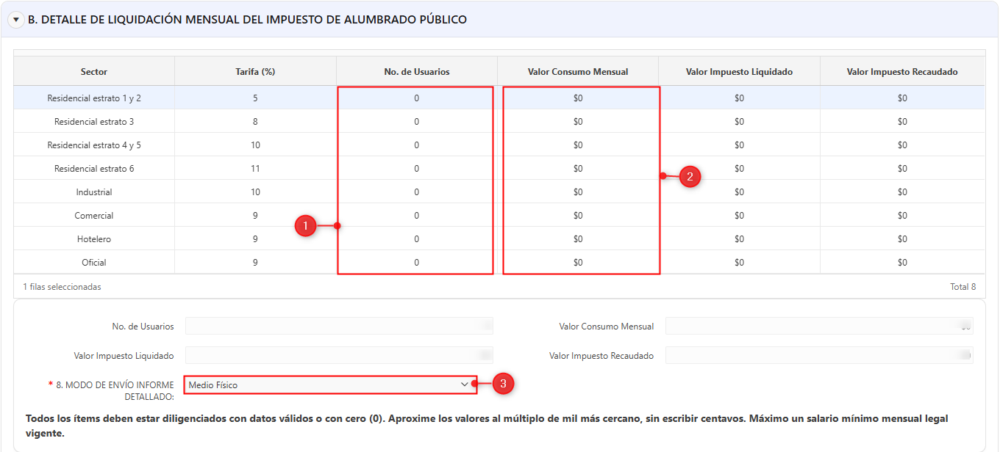 B. DETALLE DE LIQUIDACIÓN MENSUAL DEL IMPUESTO DE ALUMBRADO PÚBLICO
Sector Tarifa (%) No. de Usuarios Valor Consumo Mensual Valor Impuesto Liquidado Valor Impuesto Recaudado
Residencial estrato 1 y 2 5 0 $0 $0 $0
Residencial estrato 3 8 0 $0 $0 $0
Residencial estrato 4 y 5 10 0 $0 $0 $0
Residencial estrato 6 11 0 $0 $0 $0
2
Industrial 10 0 $0 $0 $0
Comercial 9 0 $0 $0 $0
1
Hotelero 9 0 $0 $0 $0
Oficial 9 0 $0 $0 $0
1 filas seleccionadas Total 8
No. de Usuarios Valor Consumo Mensual
Valor Impuesto Liquidado Valor Impuesto Recaudado
* 8. MODO DE ENVÍO INFORME Medio Físico 3
DETALLADO:
Todos los ítems deben estar diligenciados con datos válidos o con cero (0). Aproxime los valores al múltiplo de mil más cercano, sin escribir centavos. Máximo un salario mínimo mensual legal
vigente.